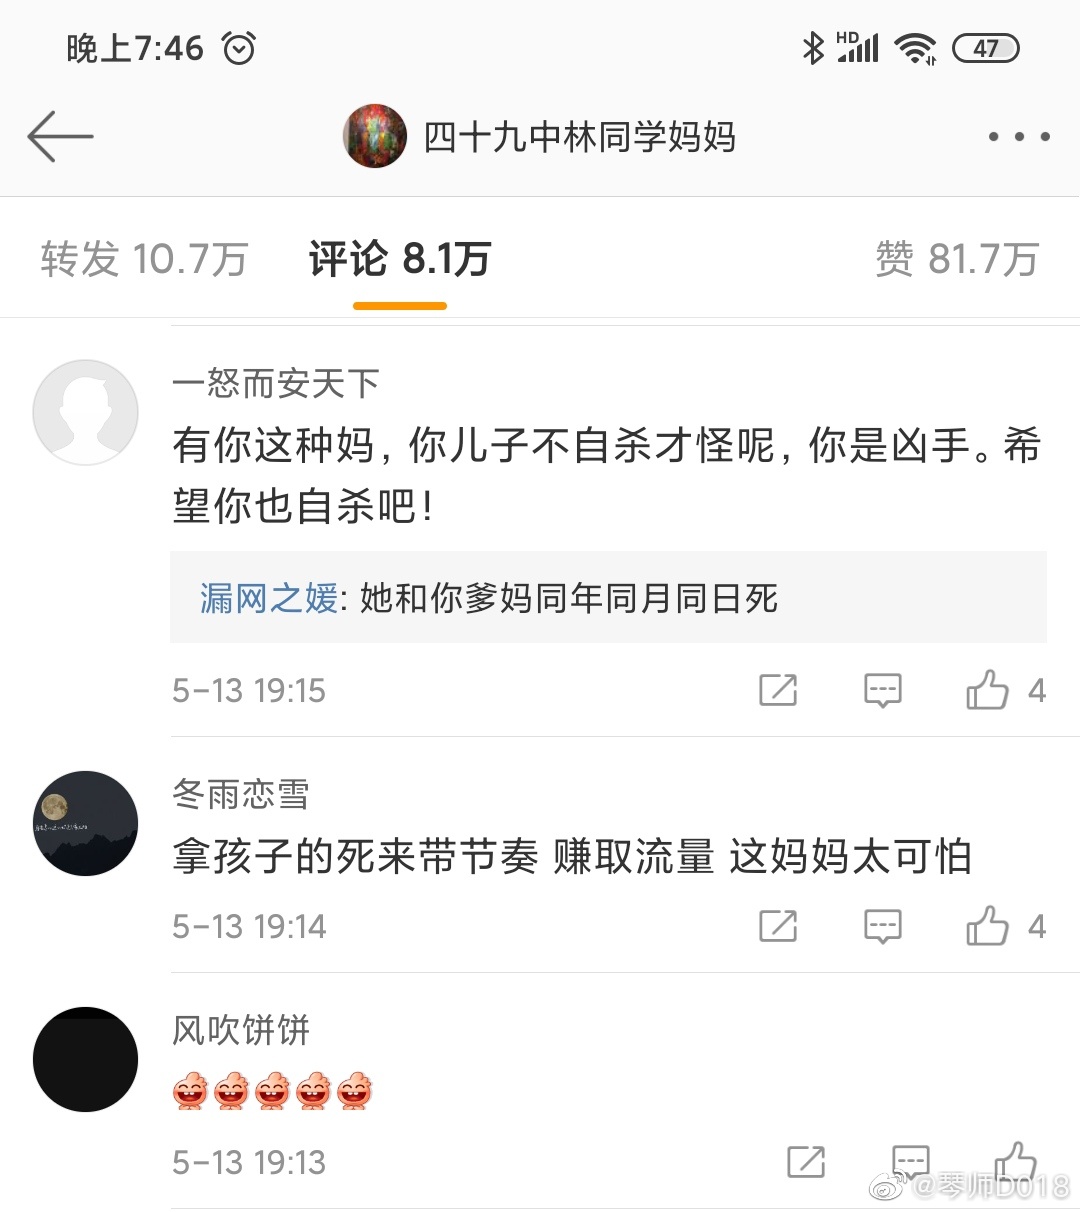 晚上7:46
HD
47
四十九中林同学妈妈
转发 10.7万 评论 8.1万 赞 81.7万
一怒而安天下
有你这种妈，你儿子不自杀才怪呢，你是凶手。希
望你也自杀吧！
漏网之媛: 她和你爹妈同年同月同日死
5-13 19:15
4
冬雨恋雪
拿孩子的死来带节奏 赚取流量 这妈妈太可怕
5-13 19:14
4
风吹饼饼
5-13 19:13
@琴师D018